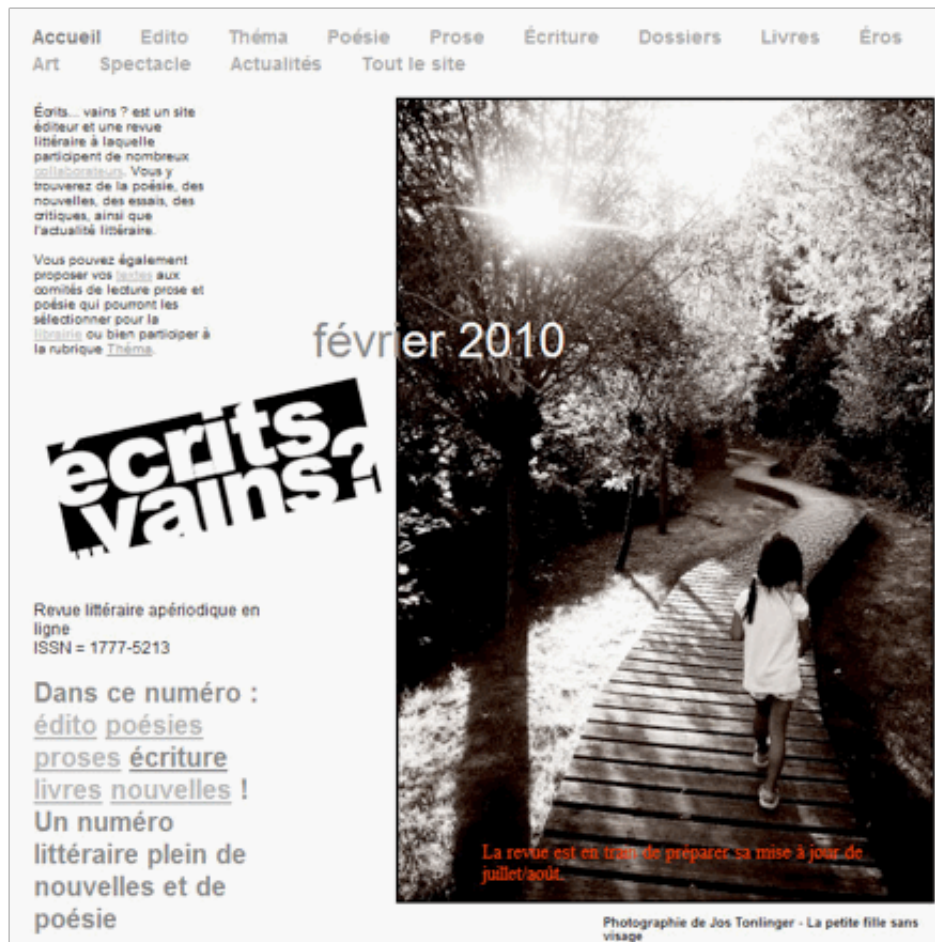 Accueil Edito Théma Poésie Prose Écriture Dossiers Livres Éros
Art Spectacle Actualités Tout le site
Écrits... vains ? est un site
éditeur et une revue
littéraire à laquelle
participent de nombreux
collaborateurs. Vous y
trouverez de la poésie, des
nouvelles, des essais, des
critiques, ainsi que
l'actualité littéraire.
Vous pouvez également
proposer vos textes aux
comités de lecture prose et
poésie qui pourront les
sélectionner pour la
librairie ou bien participer à
la rubrique Théma.
février 2010
écrits
...vains?
Revue littéraire apériodique en
ligne
ISSN = 1777-5213
Dans ce numéro :
édito poésies
proses écriture
livres nouvelles !
Un numéro
littéraire plein de
nouvelles et de
poésie
La revue est en train de préparer sa mise à jour de
juillet/août.
Photographie de Jos Tonlinger - La petite fille sans
visage